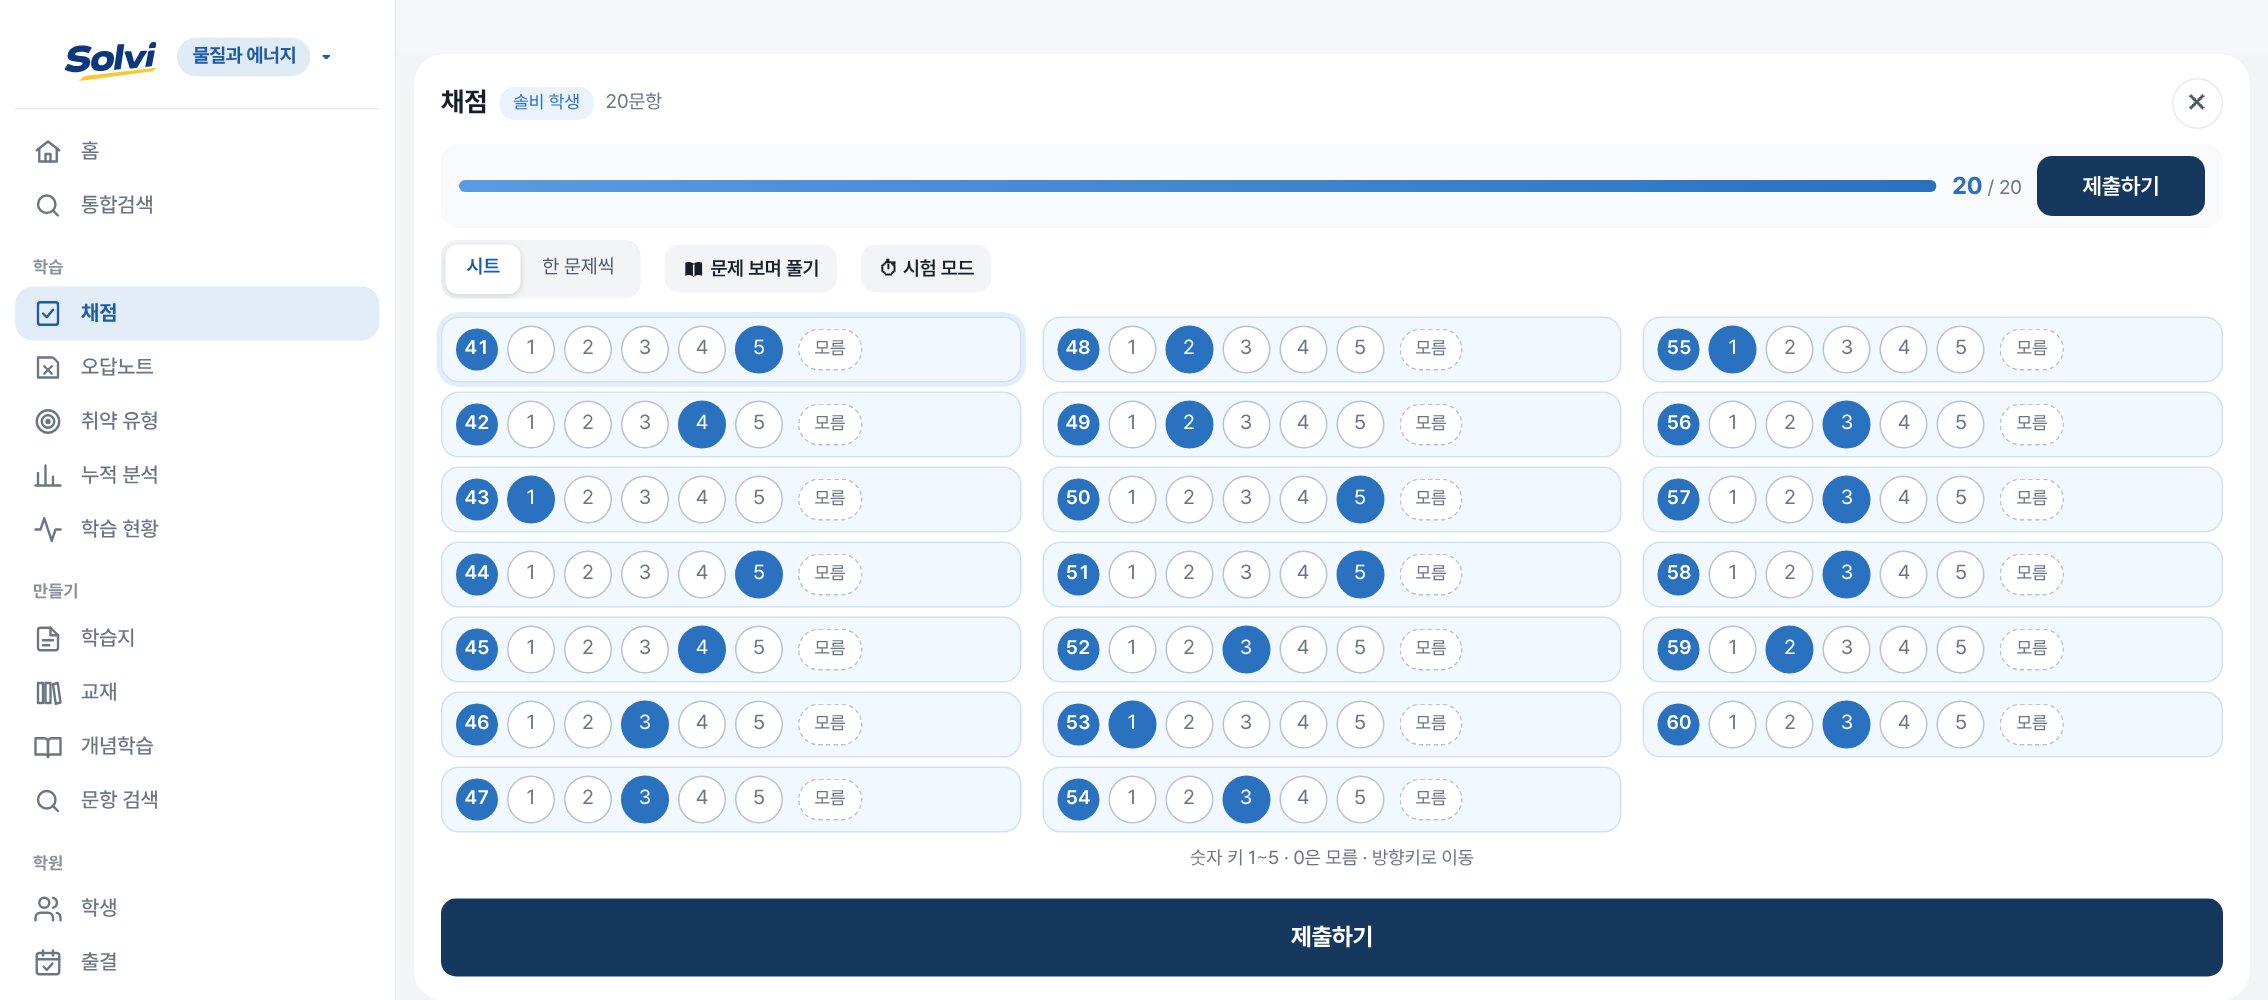 Solvi 물질과 에너지
홈
통합검색
학습
채점
오답노트
취약 유형
누적 분석
학습 현황
만들기
학습지
교재
개념학습
문항 검색
학원
학생
출결
채점 솔비 학생 20문항
20 / 20 제출하기
시트 한 문제씩 문제 보며 풀기 시험 모드
41 1 2 3 4 5 모름
42 1 2 3 4 5 모름
43 1 2 3 4 5 모름
44 1 2 3 4 5 모름
45 1 2 3 4 5 모름
46 1 2 3 4 5 모름
47 1 2 3 4 5 모름
48 1 2 3 4 5 모름
49 1 2 3 4 5 모름
50 1 2 3 4 5 모름
51 1 2 3 4 5 모름
52 1 2 3 4 5 모름
53 1 2 3 4 5 모름
54 1 2 3 4 5 모름
55 1 2 3 4 5 모름
56 1 2 3 4 5 모름
57 1 2 3 4 5 모름
58 1 2 3 4 5 모름
59 1 2 3 4 5 모름
60 1 2 3 4 5 모름
숫자 키 1~5 · 0은 모름 · 방향키로 이동
제출하기